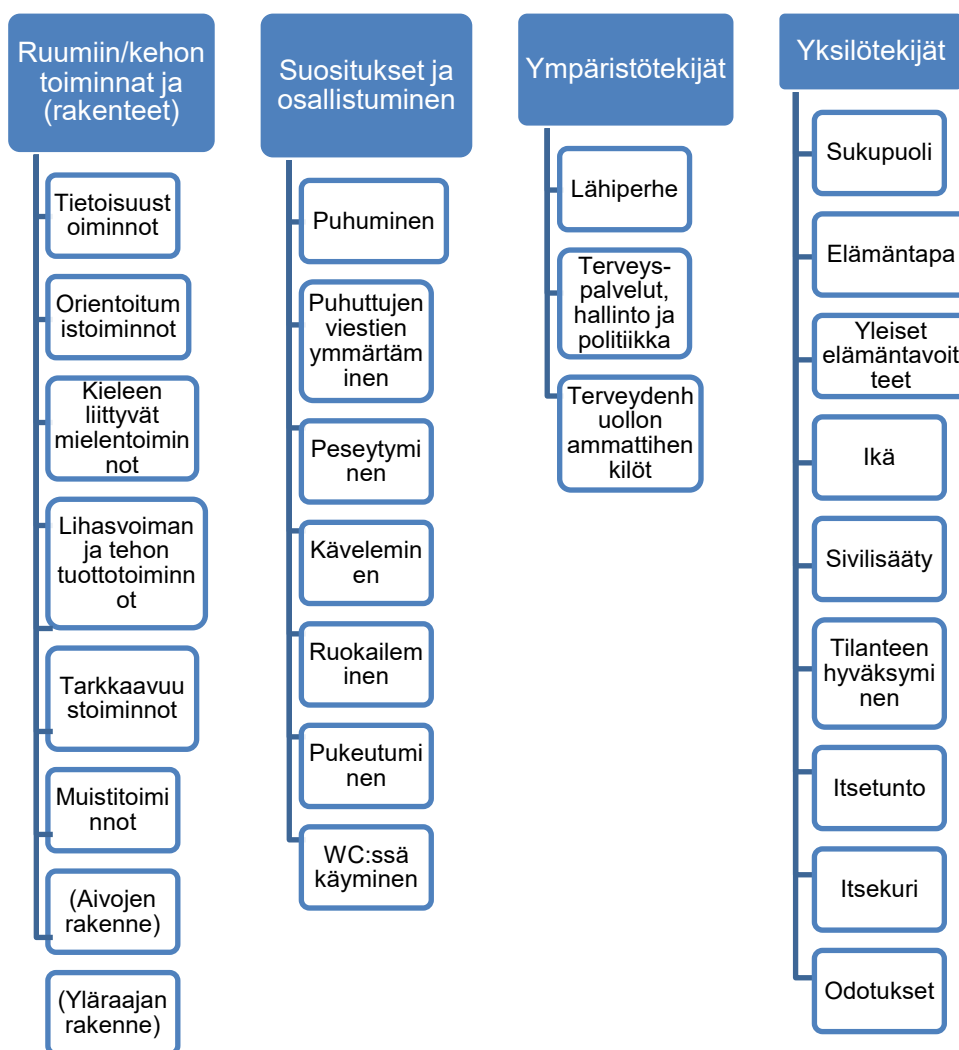 Ruumiin/kehon
toiminnat ja
(rakenteet)
Tietoisuust
oiminnot
Orientoitum
istoiminnot
Kieleen
liittyvät
mielentoimin
not
Lihasvoiman
ja tehon
tuottotoiminn
ot
Tarkkaavuu
stoiminnot
Muistitoimi
nnot
(Aivojen
rakenne)
(Yläraajan
rakenne)
Suositukset ja
osallistuminen
Puhuminen
Puhuttujen
viestien
ymmärtäm
inen
Peseytymi
nen
Kävelemin
en
Ruokailem
inen
Pukeutumi
nen
WC:ssä
käyminen
Ympäristötekijät
Lähiperhe
Terveys-
palvelut,
hallinto ja
politiikka
Terveydenh
uollon
ammattihen
kilöt
Yksilötekijät
Sukupuoli
Elämäntapa
Yleiset
elämäntavoit
teet
Ikä
Sivilisääty
Tilanteen
hyväksymi
nen
Itsetunto
Itsekuri
Odotukset